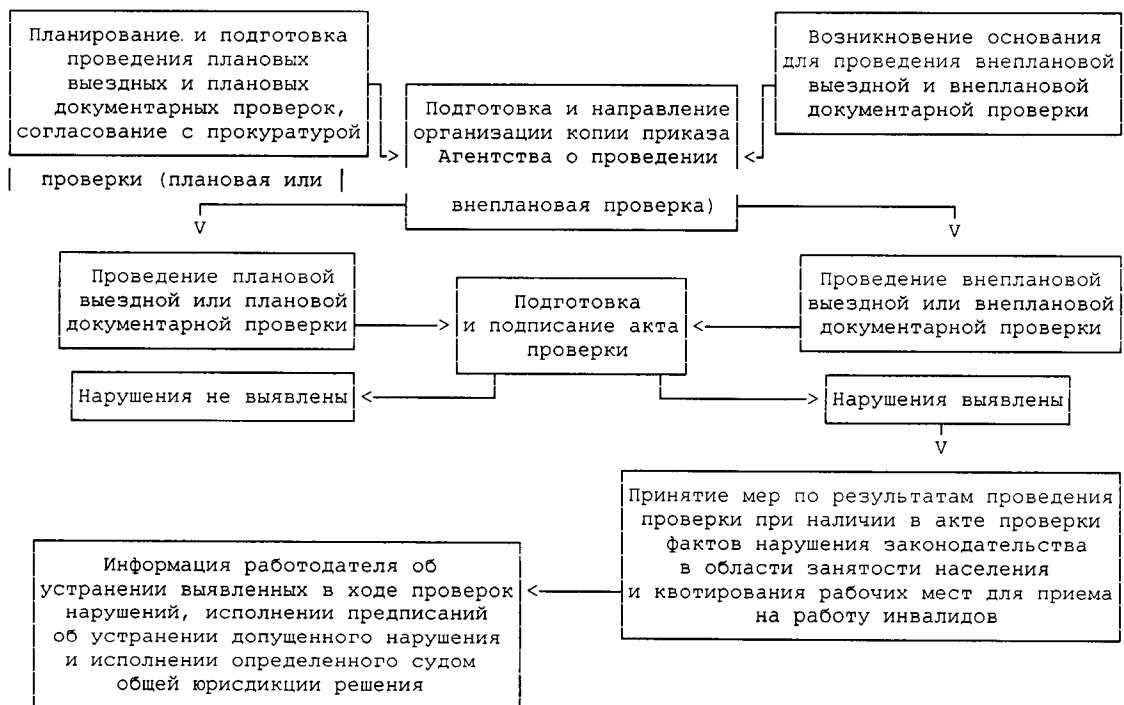 Планирование и подготовка
проведения плановых
выездных и плановых
документарных проверок,
согласование с прокуратурой
Возникновение основания
для проведения внеплановой
выездной и внеплановой
документарной проверки
Подготовка и направление
организации копии приказа
Агентства о проведении
проверки (плановая или
внеплановая проверка)
Проведение плановой
выездной или плановой
документарной проверки
Подготовка
и подписание акта
проверки
Проведение внеплановой
выездной или внеплановой
документарной проверки
Нарушения не выявлены
Нарушения выявлены
Принятие мер по результатам проведения
проверки при наличии в акте проверки
фактов нарушения законодательства
в области занятости населения
и квотирования рабочих мест для приема
на работу инвалидов
Информация работодателя об
устранении выявленных в ходе проверок
нарушений, исполнении предписаний
об устранении допущенного нарушения
и исполнении определенного судом
общей юрисдикции решения